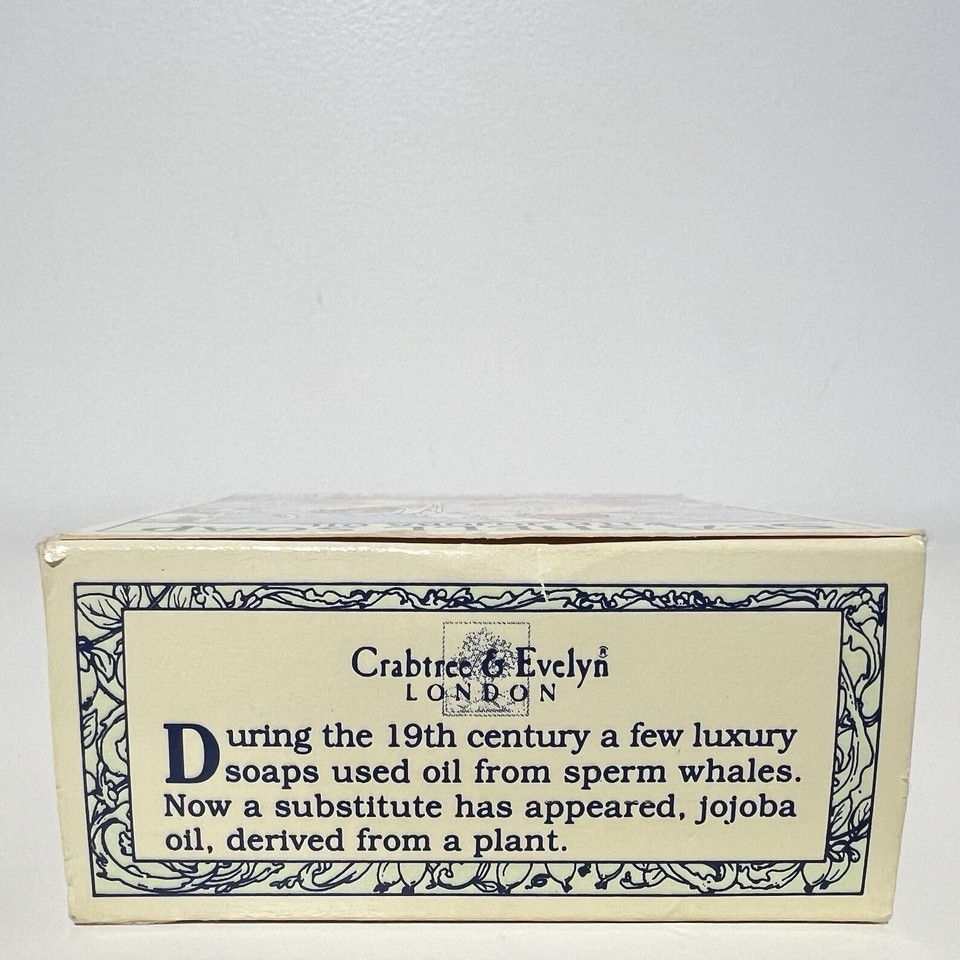 Crabtree & Evelyn®
LONDON
During the 19th century a few luxury
soaps used oil from sperm whales.
Now a substitute has appeared, jojoba
oil, derived from a plant.